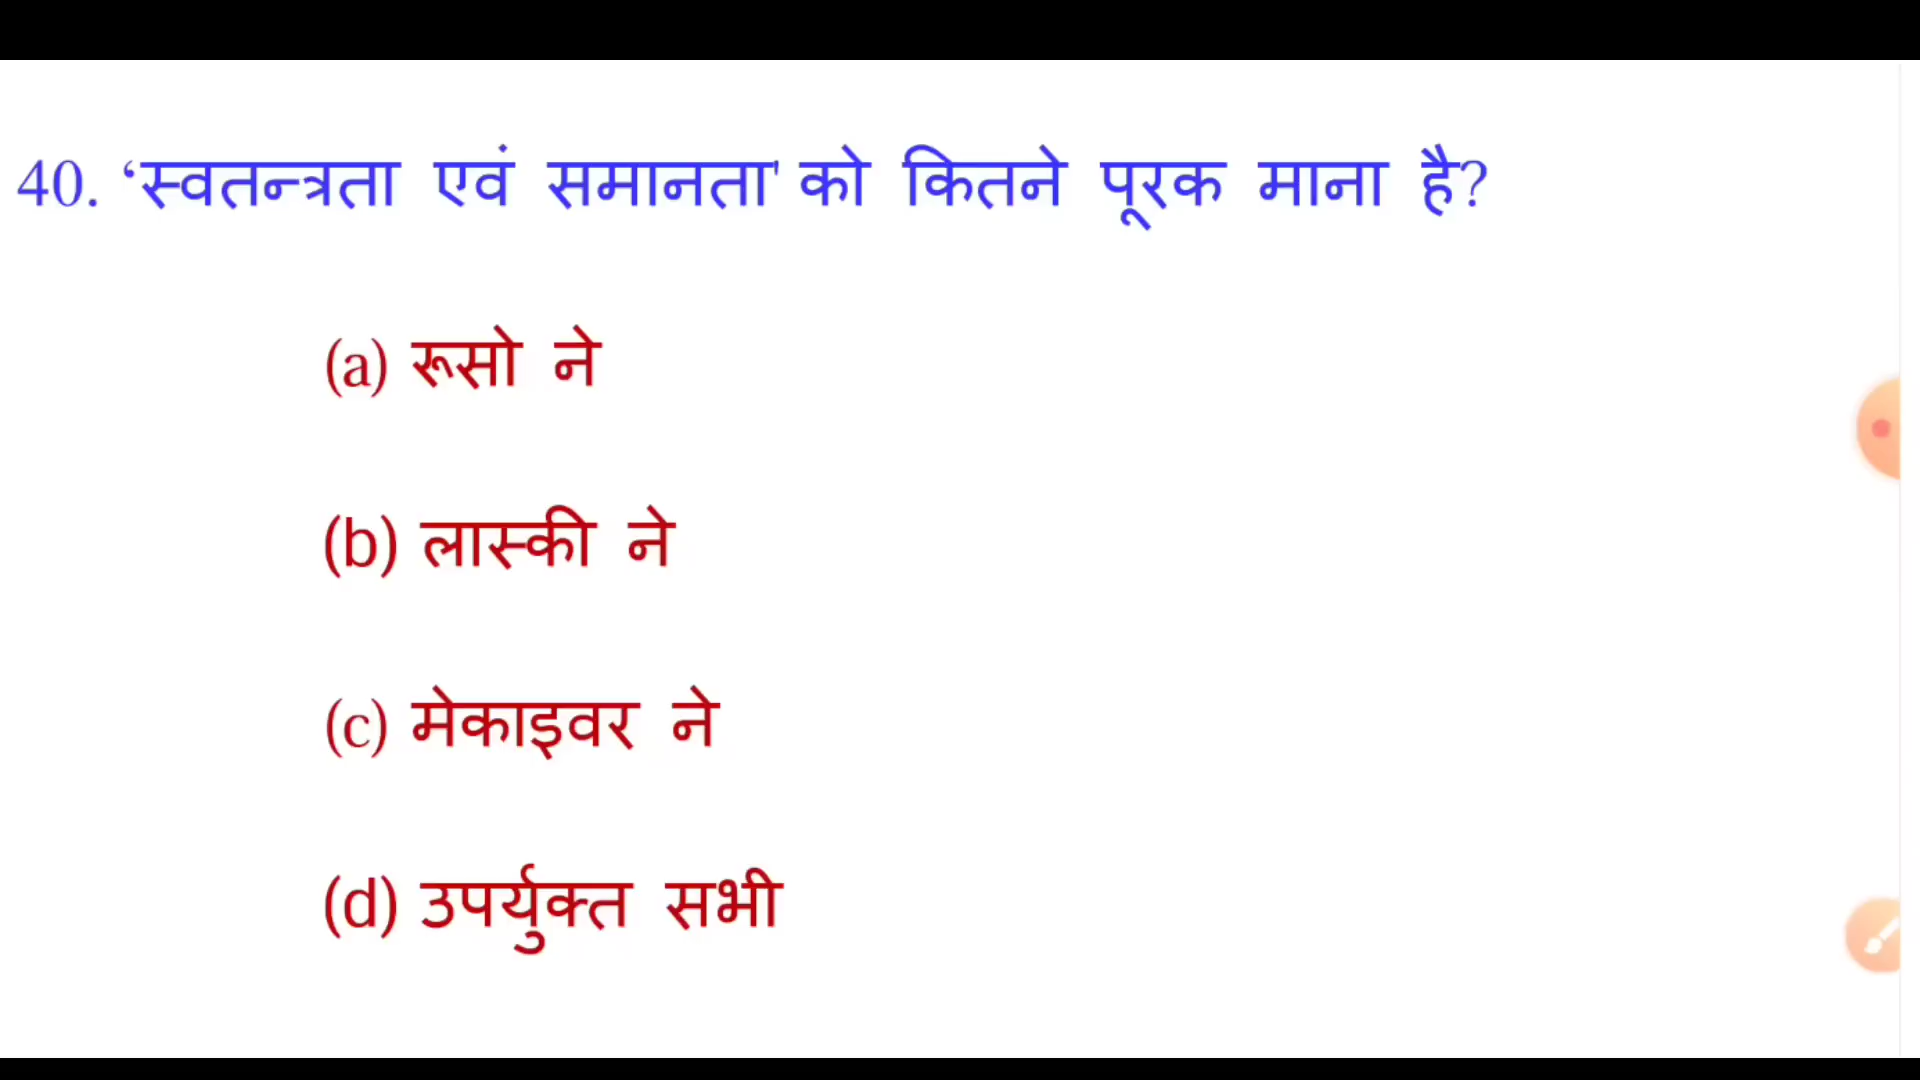 40. ‘स्वतन्त्रता एवं समानता' को कितने पूरक माना है?
(a) रूसो ने
(b) लास्की ने
(c) मेकाइवर ने
(d) उपर्युक्त सभी